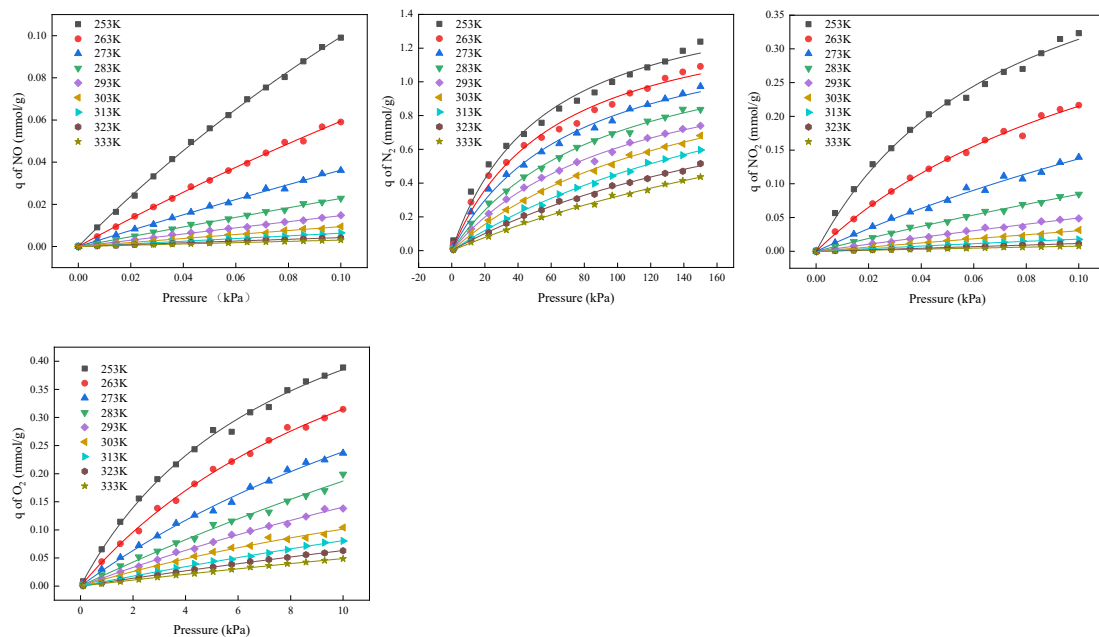 q of NO (mmol/g)
0.10
0.08
0.06
0.04
0.02
0.00
253K
263K
273K
283K
293K
303K
313K
323K
333K
0.00 0.02 0.04 0.06 0.08 0.10
Pressure （kPa）
q of N₂ (mmol/g)
1.4
1.2
1.0
0.8
0.6
0.4
0.2
0.0
-0.2
253K
263K
273K
283K
293K
303K
313K
323K
333K
-20 0 20 40 60 80 100 120 140 160
Pressure (kPa)
q of NO₂ (mmol/g)
0.35
0.30
0.25
0.20
0.15
0.10
0.05
0.00
253K
263K
273K
283K
293K
303K
313K
323K
333K
0.00 0.02 0.04 0.06 0.08 0.10
Pressure (kPa)
q of O₂ (mmol/g)
0.40
0.35
0.30
0.25
0.20
0.15
0.10
0.05
0.00
253K
263K
273K
283K
293K
303K
313K
323K
333K
0 2 4 6 8 10
Pressure (kPa)